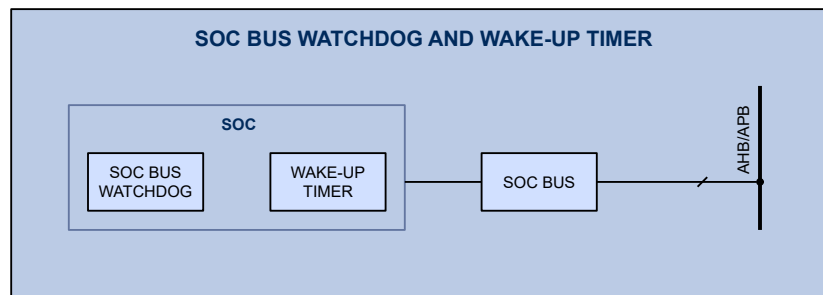 SOC BUS WATCHDOG AND WAKE-UP TIMER
SOC
SOC BUS
WATCHDOG
WAKE-UP
TIMER
SOC BUS
AHB/APB